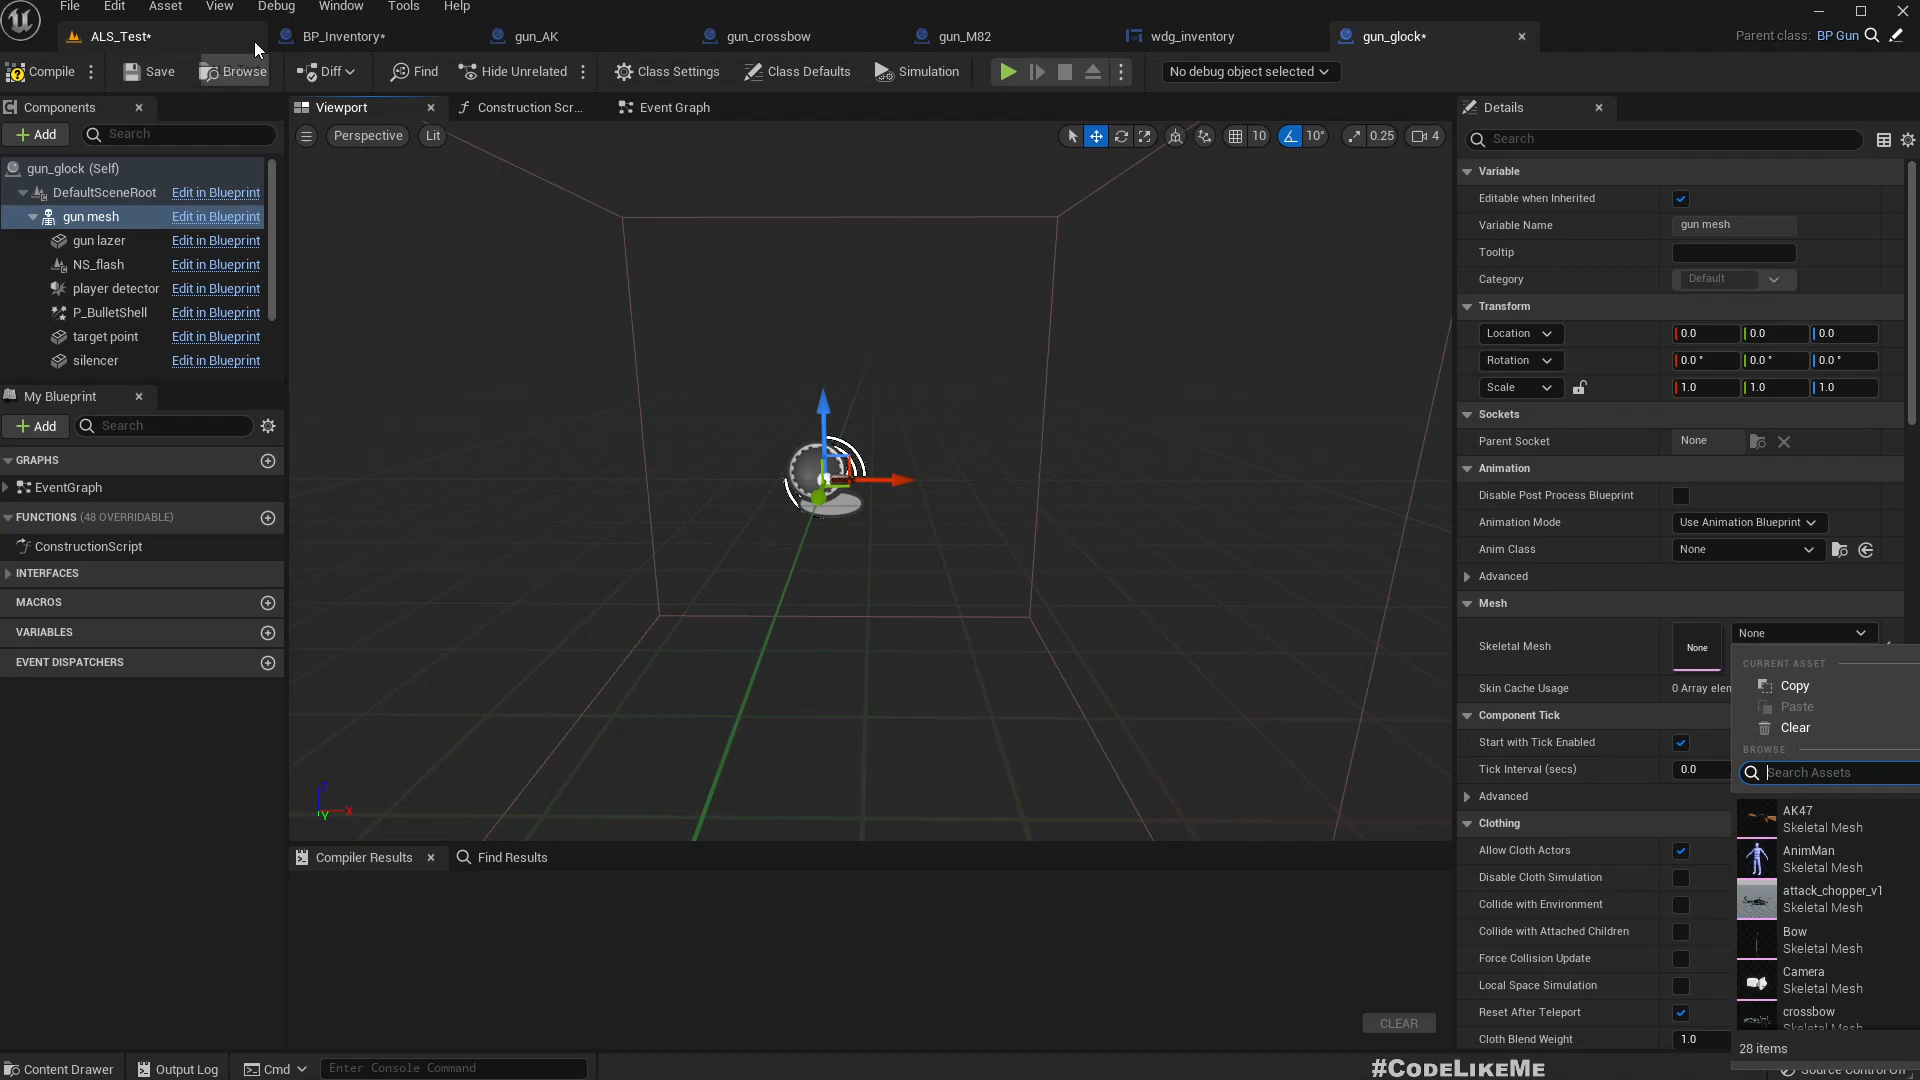 File Edit Asset View Debug Window Tools Help
ALS_Test* BP_Inventory* gun_AK gun_crossbow gun_M82 wdg_inventory gun_glock* Parent class: BP Gun
Compile Save Browse Diff Find Hide Unrelated Class Settings Class Defaults Simulation No debug object selected
Components Viewport Construction Scr... Event Graph Details
Add Search Perspective Lit 10 10° 0.25 4 Search
gun_glock (Self)
DefaultSceneRoot Edit in Blueprint
gun mesh Edit in Blueprint
gun lazer Edit in Blueprint
NS_flash Edit in Blueprint
player detector Edit in Blueprint
P_BulletShell Edit in Blueprint
target point Edit in Blueprint
silencer Edit in Blueprint
My Blueprint
Add Search
GRAPHS
EventGraph
FUNCTIONS (48 OVERRIDABLE)
ConstructionScript
INTERFACES
MACROS
VARIABLES
EVENT DISPATCHERS
Z
X
Y
Compiler Results Find Results
CLEAR
Variable
Editable when Inherited
Variable Name gun mesh
Tooltip
Category Default
Transform
Location 0.0 0.0 0.0
Rotation 0.0 ° 0.0 ° 0.0 °
Scale 1.0 1.0 1.0
Sockets
Parent Socket None
Animation
Disable Post Process Blueprint
Animation Mode Use Animation Blueprint
Anim Class None
Advanced
Mesh
Skeletal Mesh None None
Skin Cache Usage 0 Array elen
Component Tick
Start with Tick Enabled
Tick Interval (secs) 0.0
Advanced
Clothing
Allow Cloth Actors
Disable Cloth Simulation
Collide with Environment
Collide with Attached Children
Force Collision Update
Local Space Simulation
Reset After Teleport
Cloth Blend Weight 1.0
CURRENT ASSET
Copy
Paste
Clear
BROWSE
Search Assets
AK47
Skeletal Mesh
AnimMan
Skeletal Mesh
attack_chopper_v1
Skeletal Mesh
Bow
Skeletal Mesh
Camera
Skeletal Mesh
crossbow
Skeletal Mesh
28 items
Content Drawer Output Log Cmd Enter Console Command #CODELIKEME Source Control Off